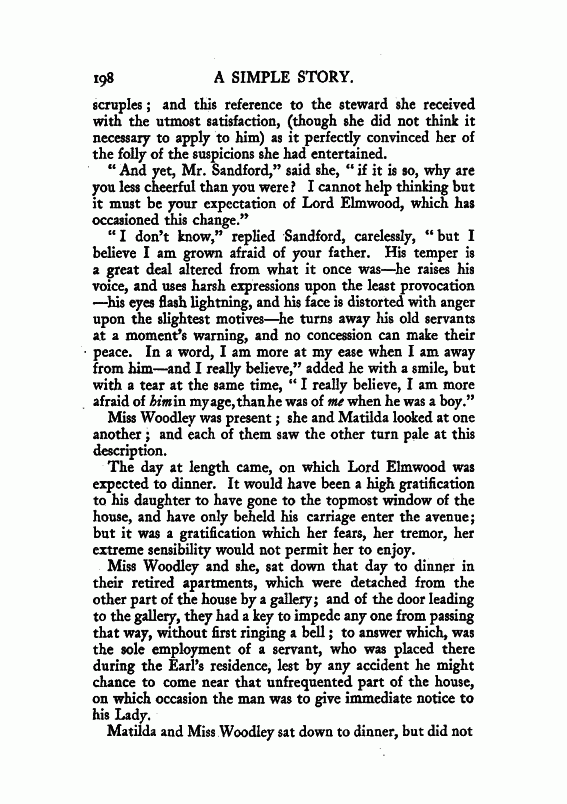 198 A SIMPLE STORY.
scruples ; and this reference to the steward she received
with the utmost satisfaction, (though she did not think it
necessary to apply to him) as it perfectly convinced her of
the folly of the suspicions she had entertained.
“ And yet, Mr. Sandford,” said she, “ if it is so, why are
you less cheerful than you were? I cannot help thinking but
it must be your expectation of Lord Elmwood, which has
occasioned this change.”
“ I don’t know,” replied Sandford, carelessly, “ but I
believe I am grown afraid of your father. His temper is
a great deal altered from what it once was—he raises his
voice, and uses harsh expressions upon the least provocation
—his eyes flash lightning, and his face is distorted with anger
upon the slightest motives—he turns away his old servants
at a moment’s warning, and no concession can make their
peace. In a word, I am more at my ease when I am away
from him—and I really believe,” added he with a smile, but
with a tear at the same time, “ I really believe, I am more
afraid of him in my age, than he was of me when he was a boy.”
Miss Woodley was present ; she and Matilda looked at one
another ; and each of them saw the other turn pale at this
description.
The day at length came, on which Lord Elmwood was
expected to dinner. It would have been a high gratification
to his daughter to have gone to the topmost window of the
house, and have only beheld his carriage enter the avenue;
but it was a gratification which her fears, her tremor, her
extreme sensibility would not permit her to enjoy.
Miss Woodley and she, sat down that day to dinner in
their retired apartments, which were detached from the
other part of the house by a gallery; and of the door leading
to the gallery, they had a key to impede any one from passing
that way, without first ringing a bell ; to answer which, was
the sole employment of a servant, who was placed there
during the Earl’s residence, lest by any accident he might
chance to come near that unfrequented part of the house,
on which occasion the man was to give immediate notice to
his Lady.
Matilda and Miss Woodley sat down to dinner, but did not